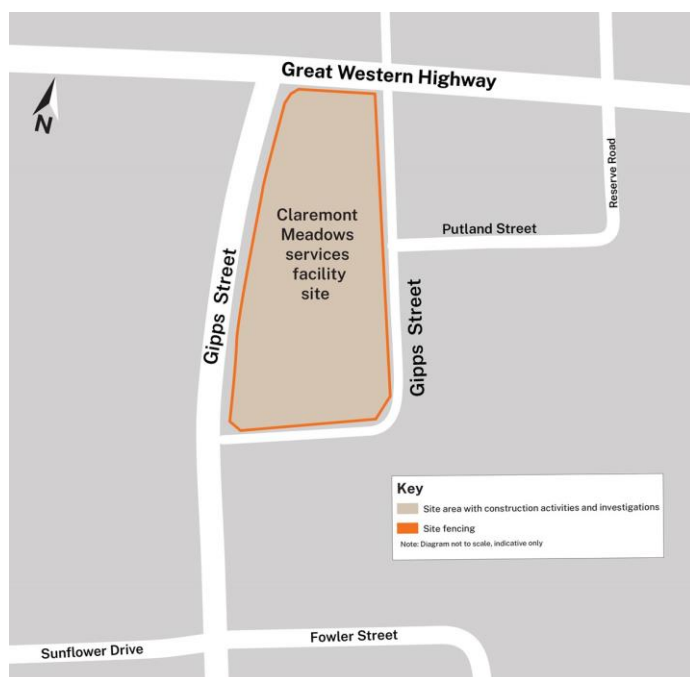 Great Western Highway
N
Reserve Road
Claremont
Meadows
services
facility
site
Putland Street
Gipps Street
Gipps Street
Key
Site area with construction activities and investigations
Site fencing
Note: Diagram not to scale, indicative only
Fowler Street
Sunflower Drive